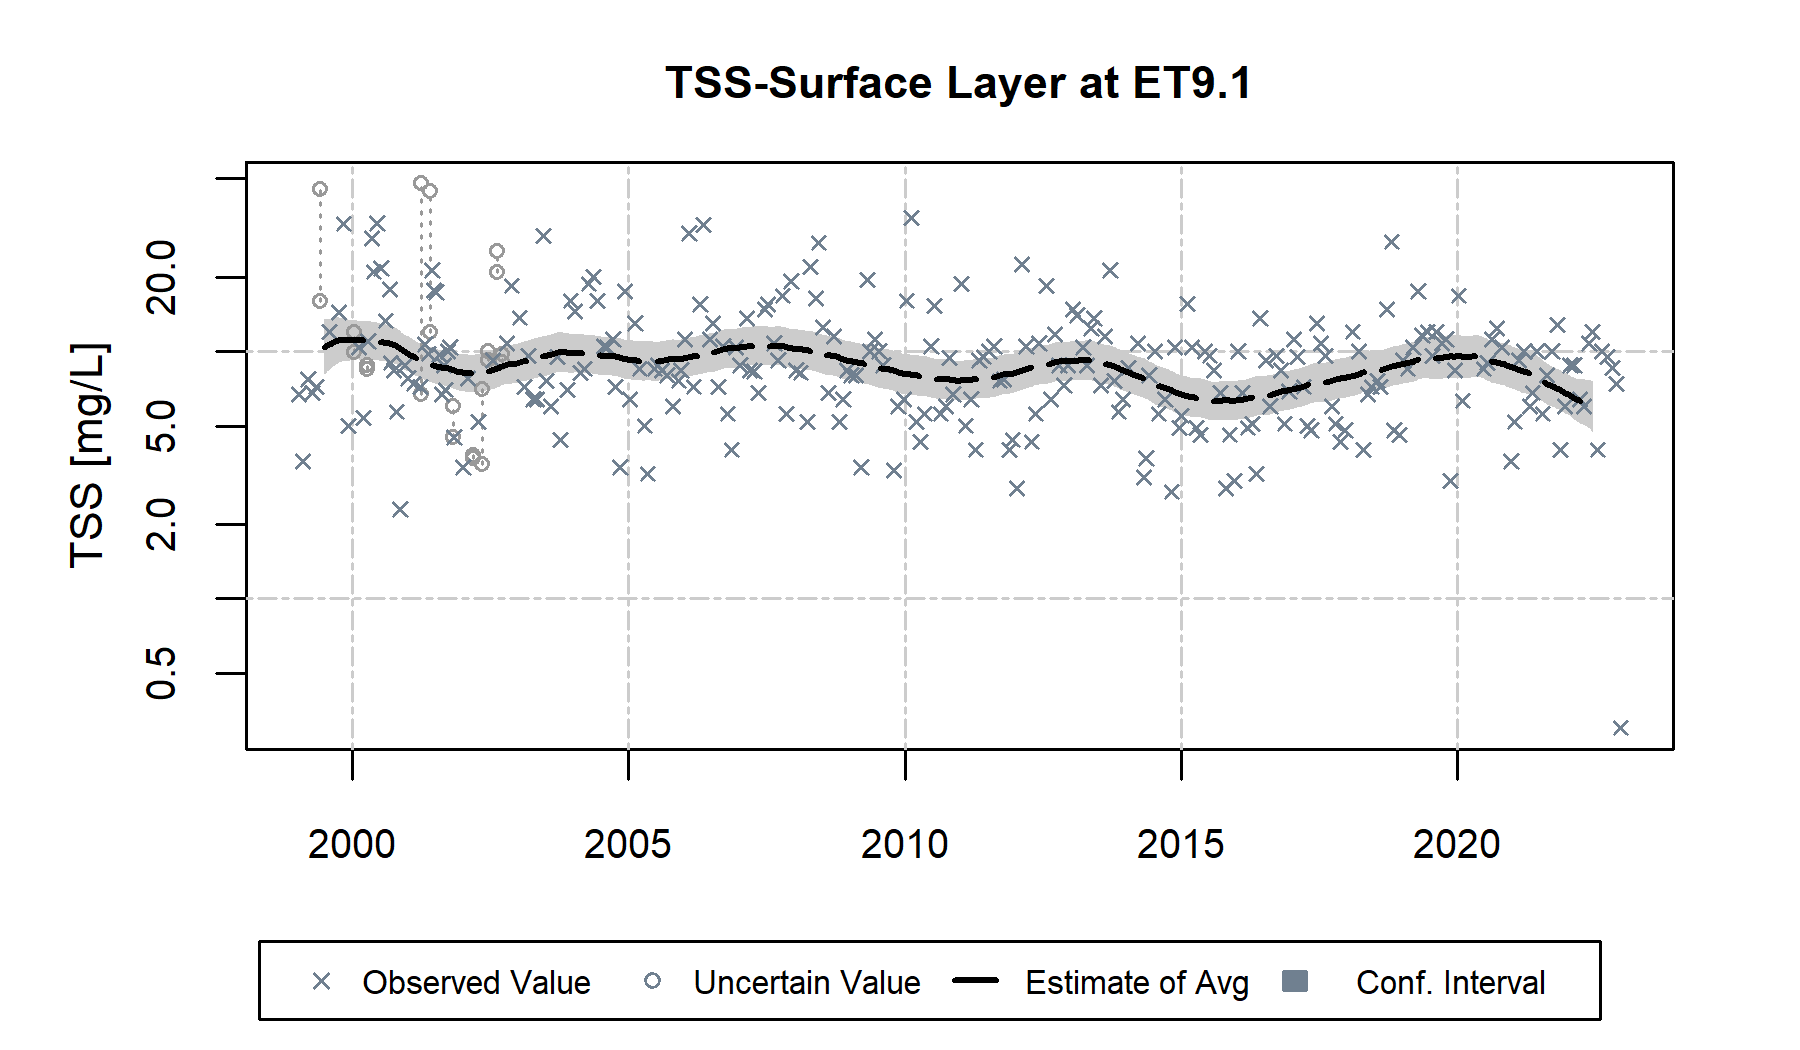 TSS-Surface Layer at ET9.1
TSS [mg/L]
20.0
5.0
2.0
0.5
2000 2005 2010 2015 2020
Observed Value Uncertain Value Estimate of Avg Conf. Interval